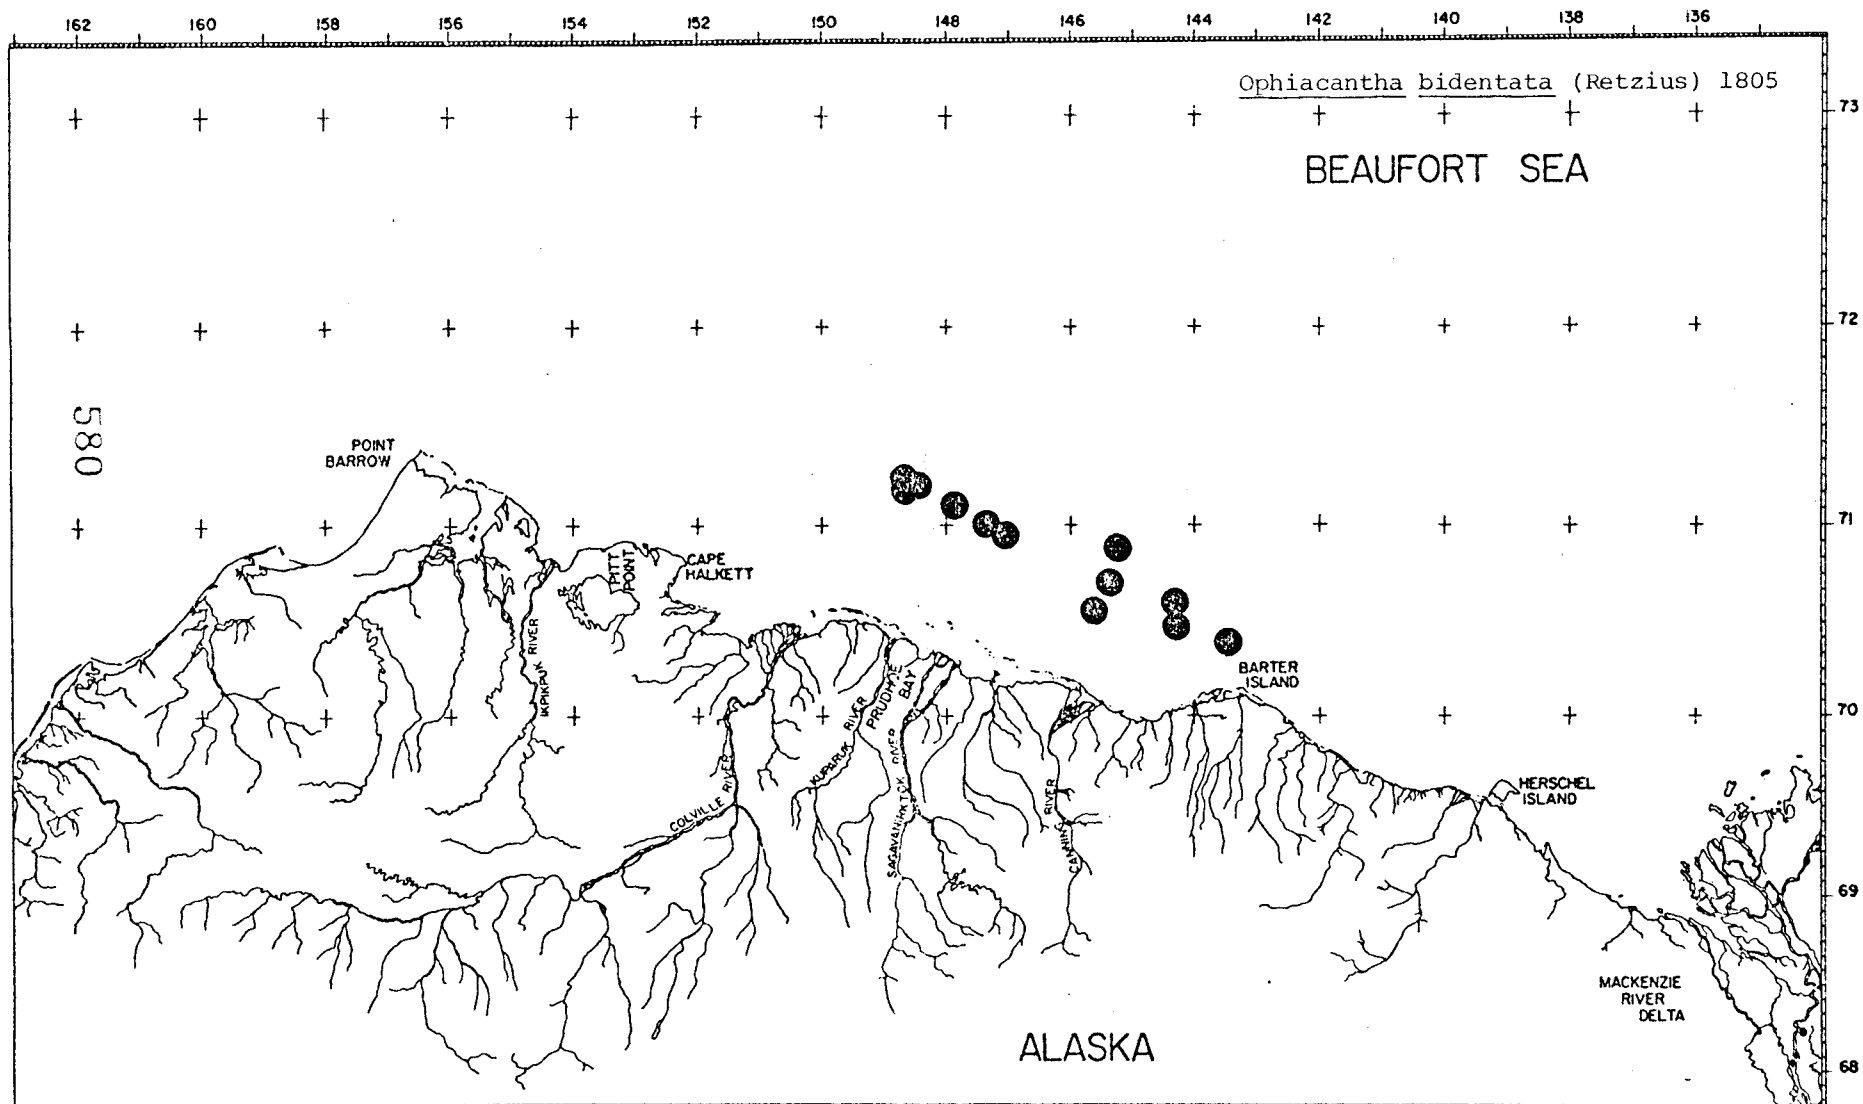 162 160 158 156 154 152 150 148 146 144 142 140 138 136
Ophiacantha bidentata (Retzius) 1805
73
BEAUFORT SEA
72
580
POINT
BARROW
71
PITT
POINT
CAPE
HALKETT
IKPIKPUK RIVER
BARTER
ISLAND
PRUDHOE
BAY
70
KUPARUK RIVER
COLVILLE RIVER
SAGAVANIRKTOK RIVER
CANNING RIVER
HERSCHEL
ISLAND
69
MACKENZIE
RIVER
DELTA
ALASKA
68